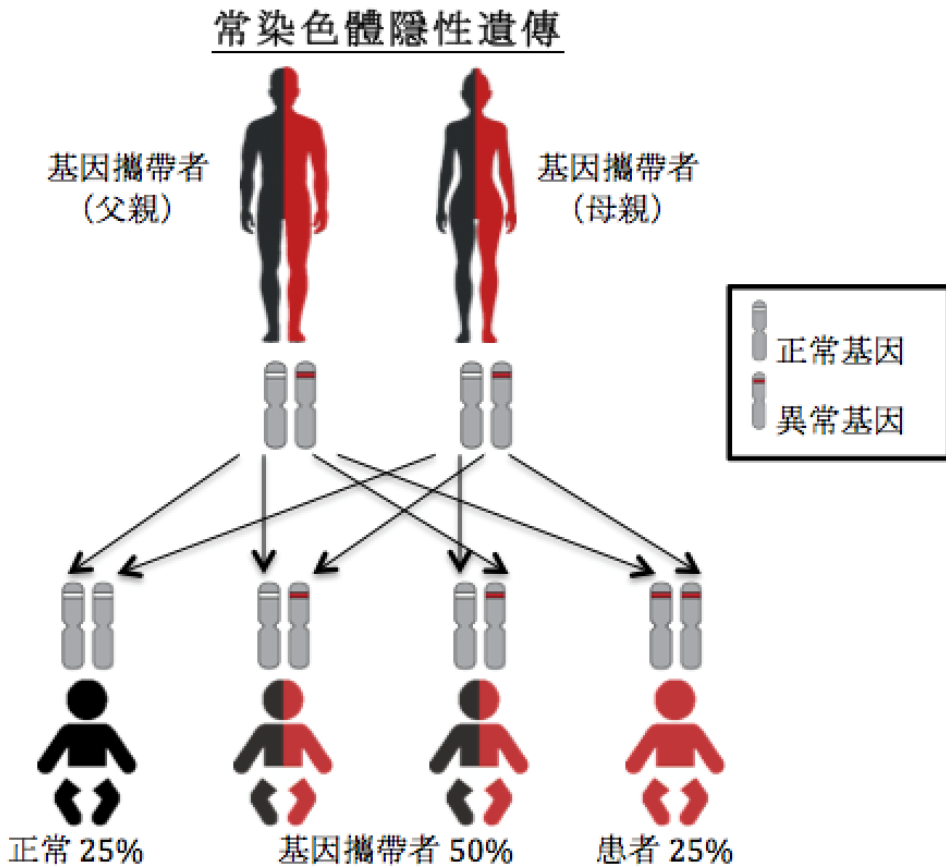 常染色體隱性遺傳
基因攜帶者
（父親）
基因攜帶者
（母親）
正常基因
異常基因
正常 25%
基因攜帶者 50%
患者 25%